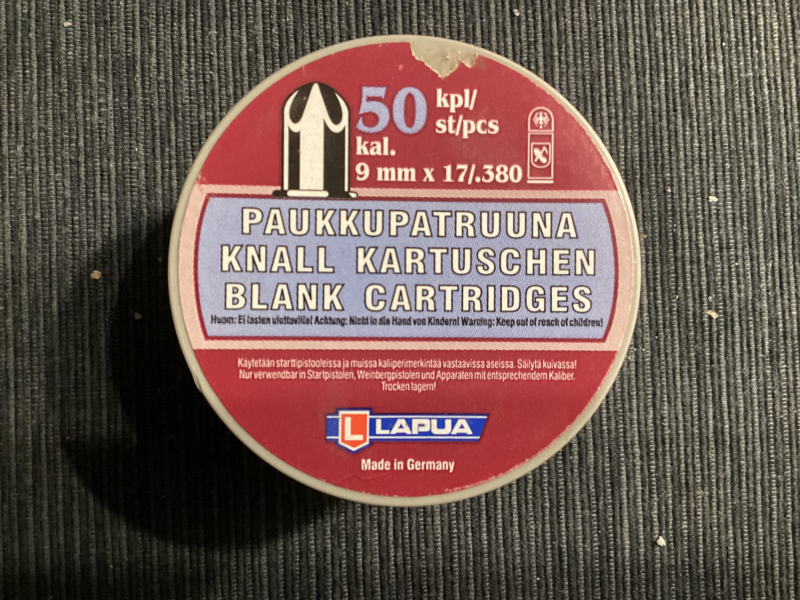 50 kpl/
st/pcs
kal.
9 mm x 17/.380
PAUKKUPATRUUNA
KNALL KARTUSCHEN
BLANK CARTRIDGES
Huom: Ei lasten ulottuville! Achtung: Nicht in die Hand von Kindern! Warning: Keep out of reach of children!
Käytetään starttipistooleissa ja muissa kaliiperimerkintää vastaavissa aseissa. Säilytä kuivassa!
Nur verwendbar in Startpistolen, Weinbergpistolen und Apparaten mit entsprechendem Kaliber.
Trocken lagern!
L LAPUA
Made in Germany